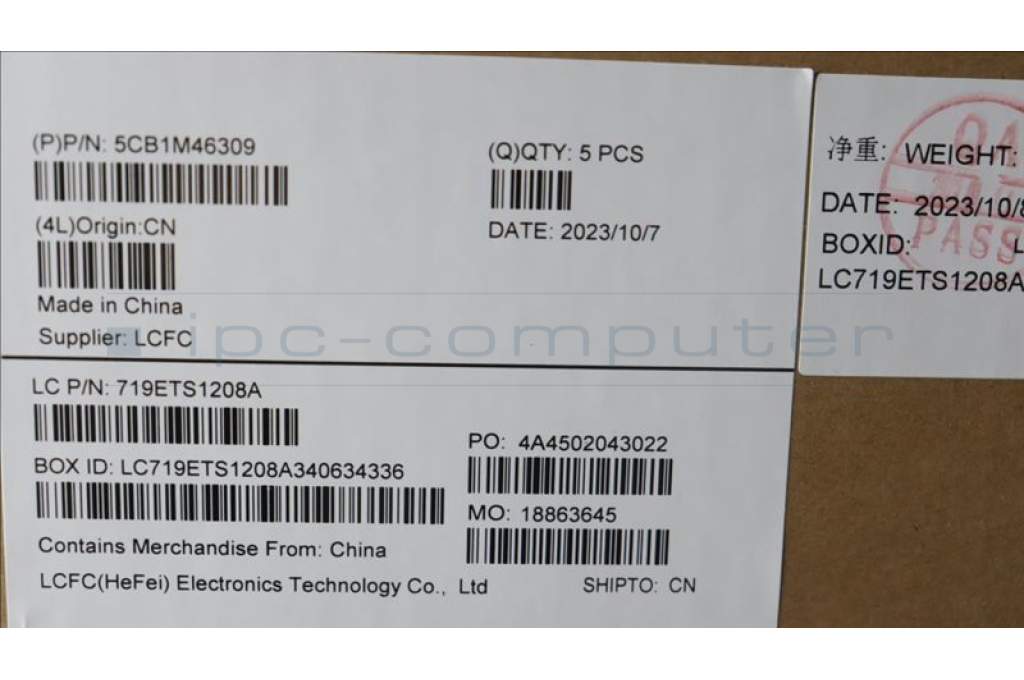 (P)P/N: 5CB1M46309
(Q)QTY: 5 PCS
(4L)Origin:CN
DATE: 2023/10/7
Made in China
Supplier: LCFC
LC P/N: 719ETS1208A
PO: 4A4502043022
BOX ID: LC719ETS1208A340634336
MO: 18863645
Contains Merchandise From: China
LCFC(HeFei) Electronics Technology Co., Ltd
SHIPTO: CN
净重: WEIGHT:
DATE: 2023/10/8
BOXID: L
LC719ETS1208A
QA
PASS
ipc-computer